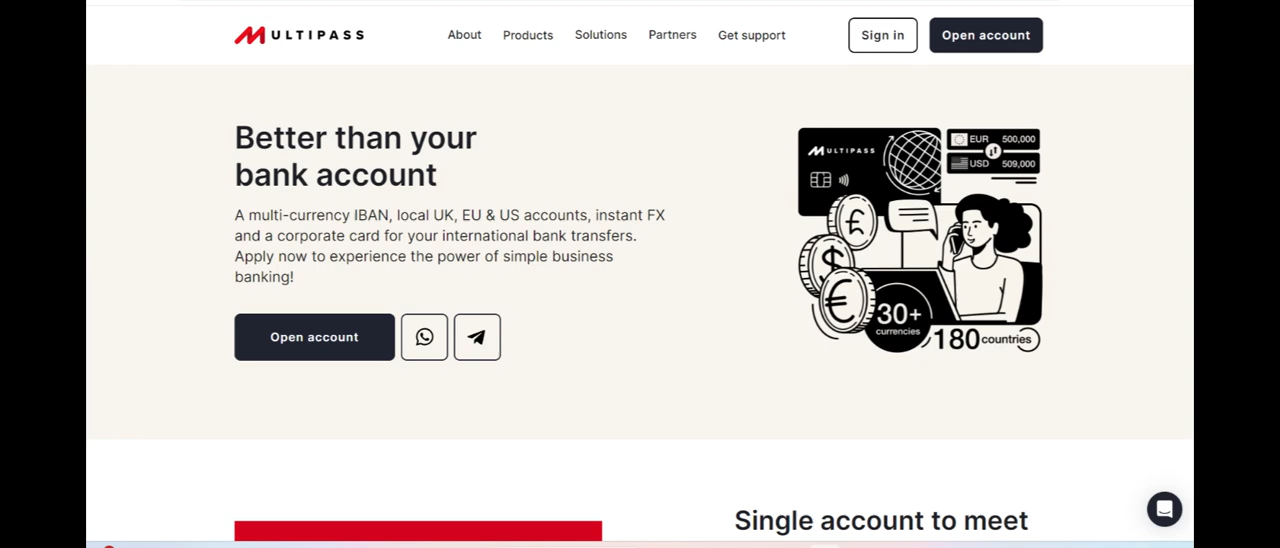 MULTIPASS
About
Products
Solutions
Partners
Get support
Sign in
Open account
Better than your
bank account
A multi-currency IBAN, local UK, EU & US accounts, instant FX
and a corporate card for your international bank transfers.
Apply now to experience the power of simple business
banking!
Open account
MULTIPASS
EUR 500,000
USD 509,000
30+
currencies
180 countries
Single account to meet